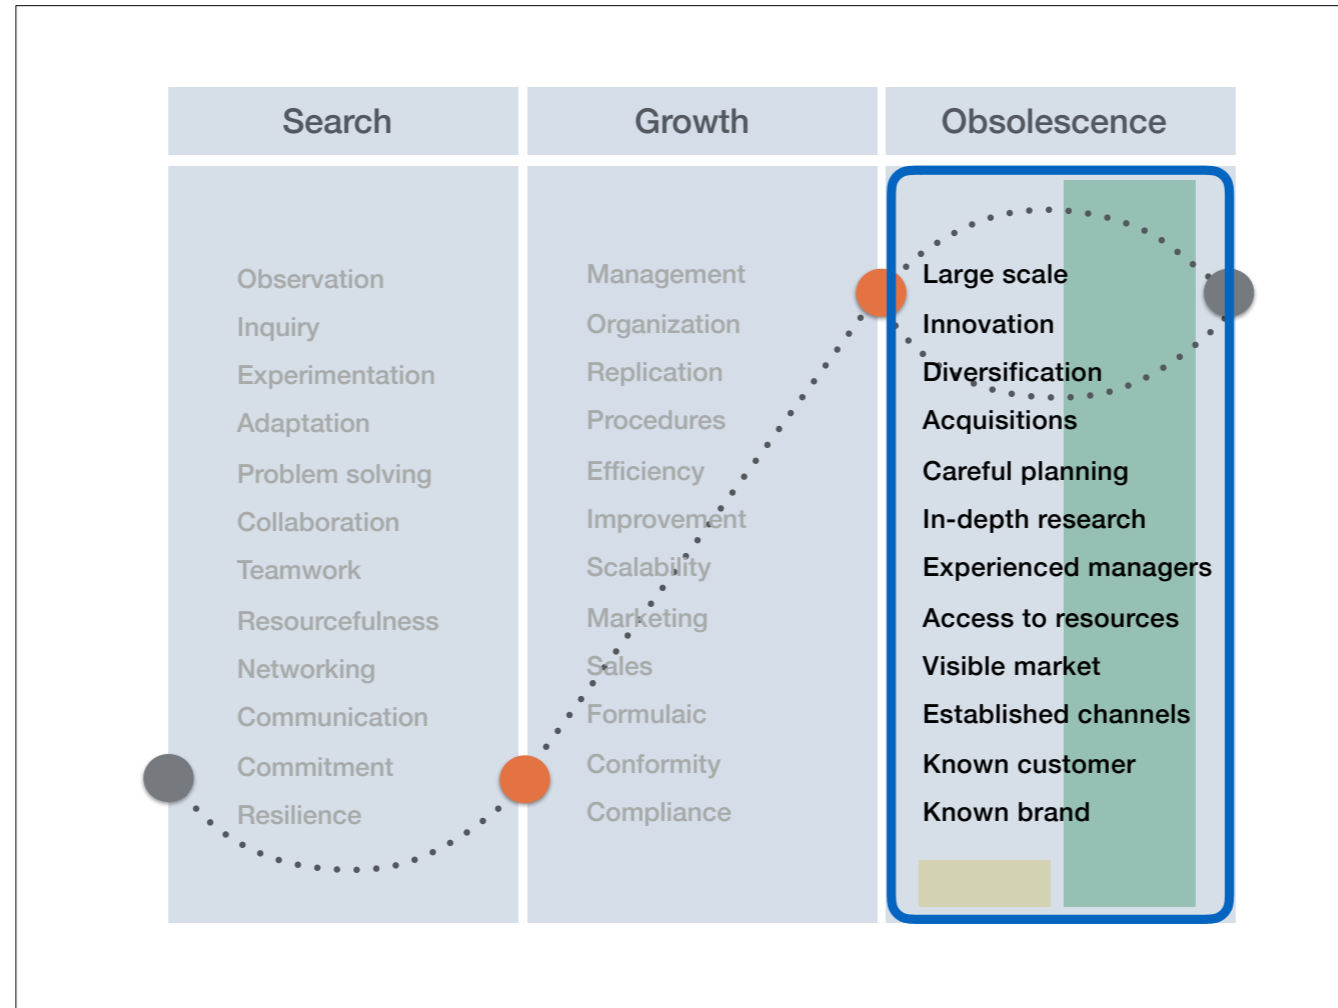 Search
Growth
Obsolescence
Observation
Inquiry
Experimentation
Adaptation
Problem solving
Collaboration
Teamwork
Resourcefulness
Networking
Communication
Commitment
Resilience
Management
Organization
Replication
Procedures
Efficiency
Improvement
Scalability
Marketing
Sales
Formulaic
Conformity
Compliance
Large scale
Innovation
Diversification
Acquisitions
Careful planning
In-depth research
Experienced managers
Access to resources
Visible market
Established channels
Known customer
Known brand